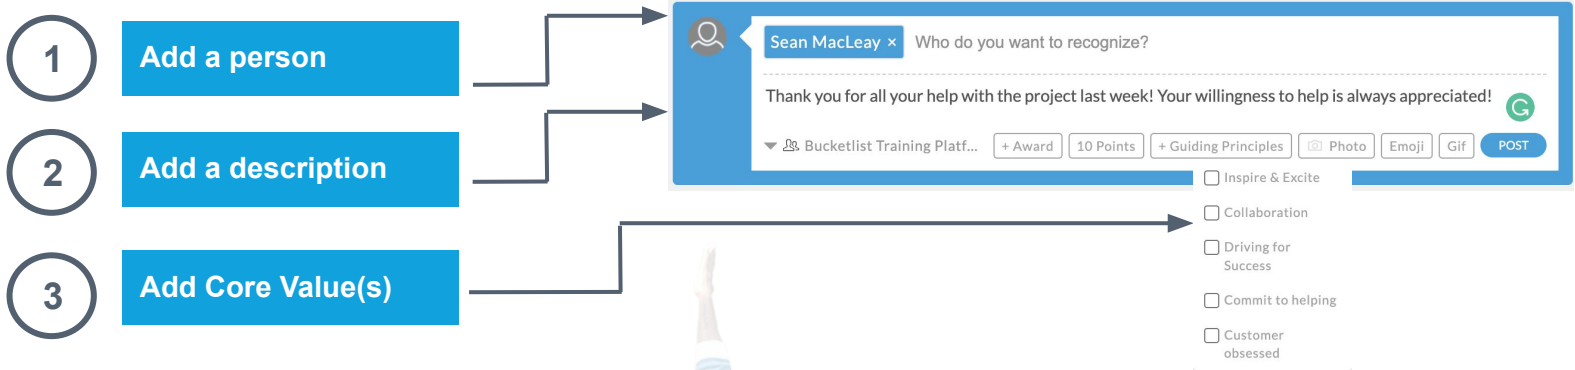 1
Add a person
2
Add a description
3
Add Core Value(s)
Sean MacLeay × Who do you want to recognize?
Thank you for all your help with the project last week! Your willingness to help is always appreciated!
Bucketlist Training Platf... + Award 10 Points + Guiding Principles Photo Emoji Gif POST
Inspire & Excite
Collaboration
Driving for
Success
Commit to helping
Customer
obsessed